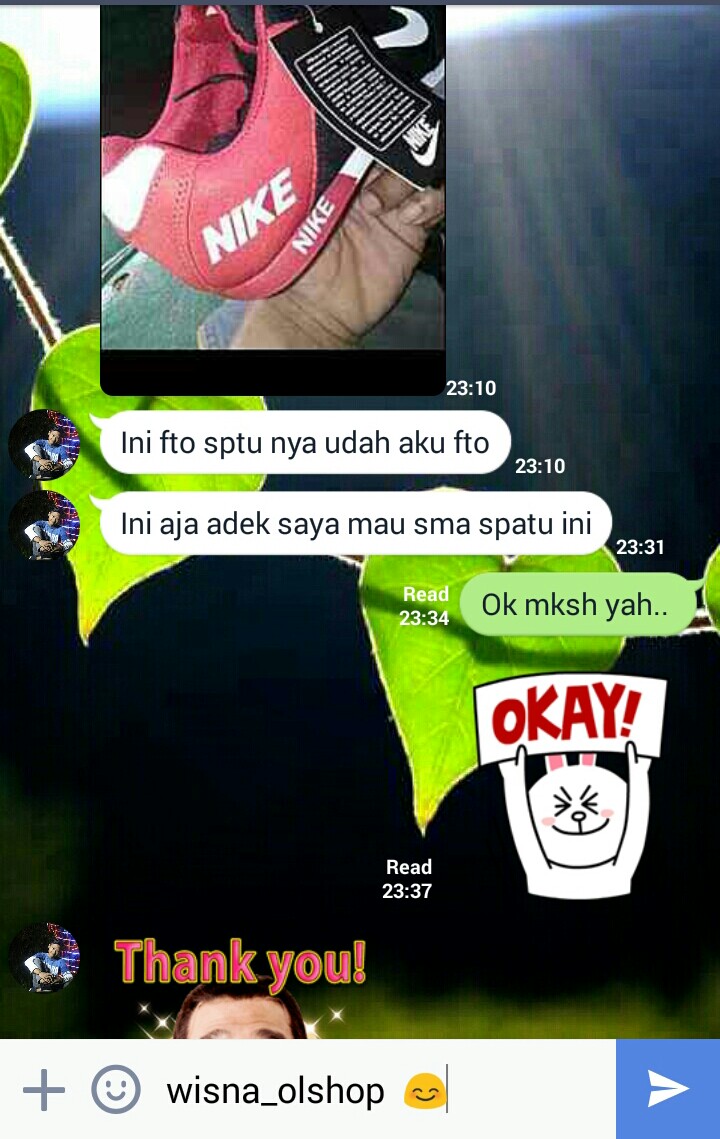 NIKE
NIKE
NIKE
23:10
Ini fto sptu nya udah aku fto
23:10
Ini aja adek saya mau sma spatu ini
23:31
Read
23:34
Ok mksh yah..
OKAY!
Read
23:37
Thank you!
wisna_olshop 😊